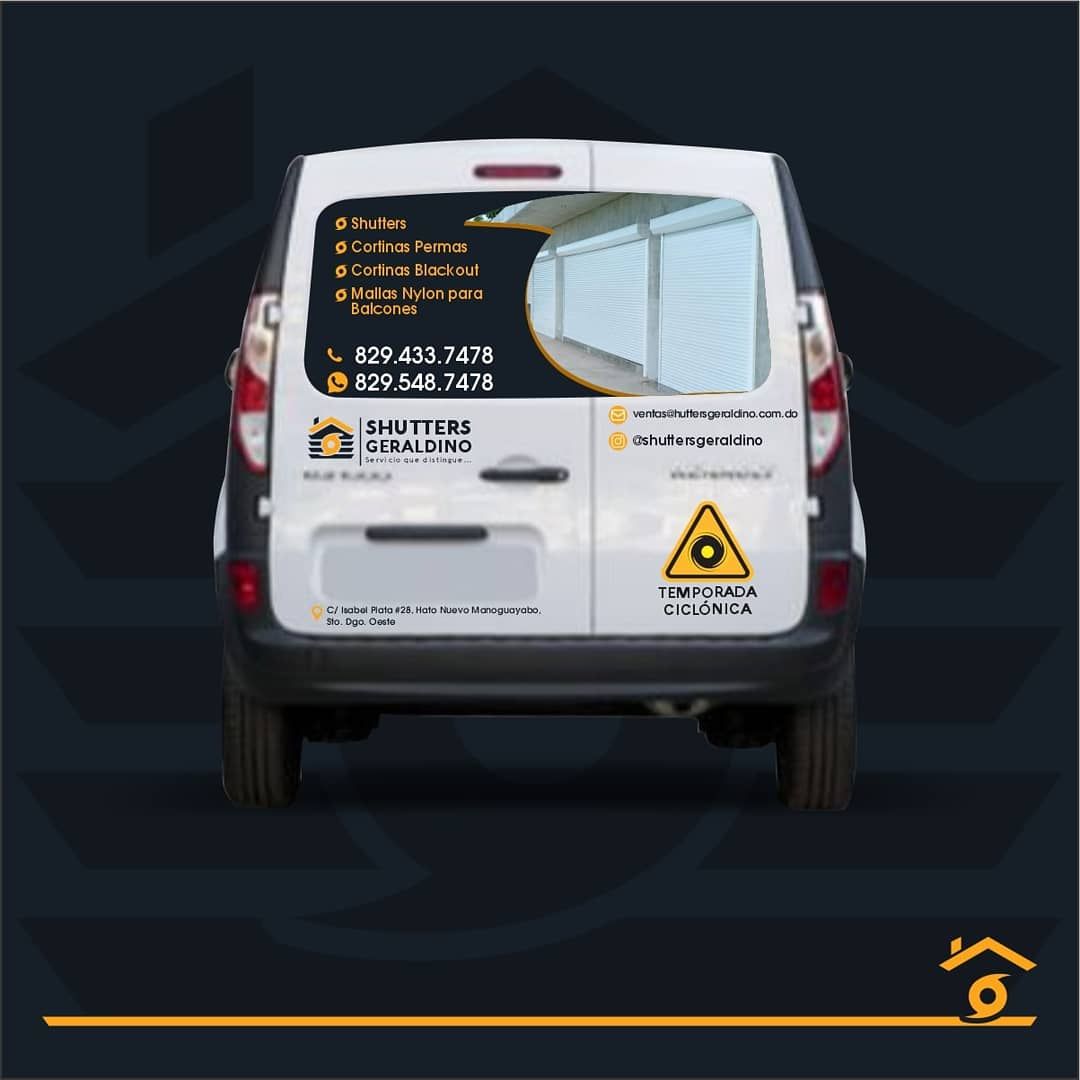 Shutters
Cortinas Permas
Cortinas Blackout
Mallas Nylon para
Balcones
829.433.7478
829.548.7478
SHUTTERS
GERALDINO
Servicio que distingue...
ventas@huttersgeraldino.com.do
@shuttersgeraldino
TEMPORADA
CICLÓNICA
C/ Isabel Plata #28, Hato Nuevo Manoguayabo,
Sto. Dgo. Oeste